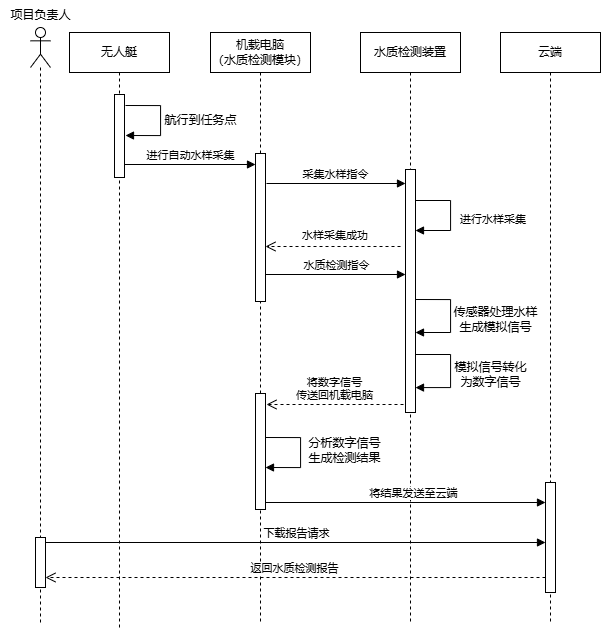 项目负责人
无人艇
机载电脑
（水质检测模块）
水质检测装置
云端
航行到任务点
进行自动水样采集
采集水样指令
进行水样采集
水样采集成功
水质检测指令
传感器处理水样
生成模拟信号
模拟信号转化
为数字信号
将数字信号
传送回机载电脑
分析数字信号
生成检测结果
将结果发送至云端
下载报告请求
返回水质检测报告